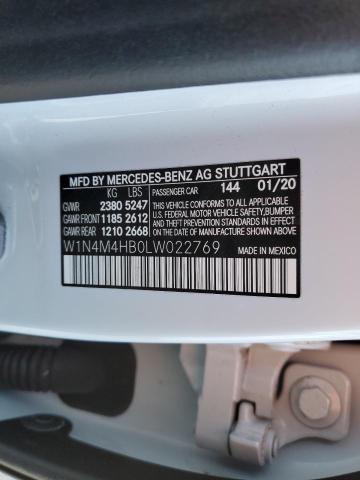 MFD BY MERCEDES-BENZ AG STUTTGART
KG LBS PASSENGER CAR 144 01/20
GVWR 2380 5247 THIS VEHICLE CONFORMS TO ALL
GAWR FRONT 1185 2612 APPLICABLE U.S. FEDERAL MOTOR
GAWR REAR 1210 2668 VEHICLE SAFETY,BUMPER
AND THEFT PREVENTION STANDARDS
IN EFFECT ON THE DATE OF
MANUFACTURE SHOWN ABOVE.
W1N4M4HB0LW022769 MADE IN MEXICO